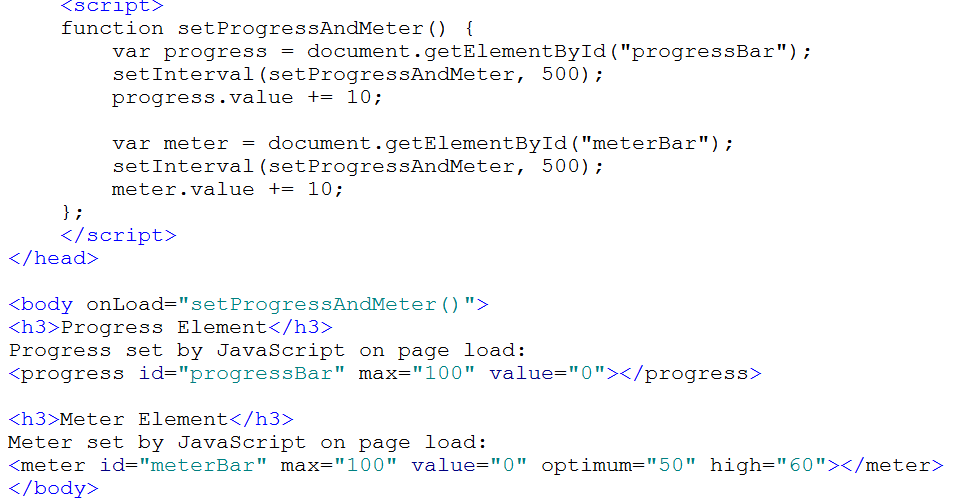 <script>
function setProgressAndMeter() {
var progress = document.getElementById("progressBar");
setInterval(setProgressAndMeter, 500);
progress.value += 10;
var meter = document.getElementById("meterBar");
setInterval(setProgressAndMeter, 500);
meter.value += 10;
};
</script>
</head>
<body onLoad="setProgressAndMeter()">
<h3>Progress Element</h3>
Progress set by JavaScript on page load:
<progress id="progressBar" max="100" value="0"></progress>
<h3>Meter Element</h3>
Meter set by JavaScript on page load:
<meter id="meterBar" max="100" value="0" optimum="50" high="60"></meter>
</body>